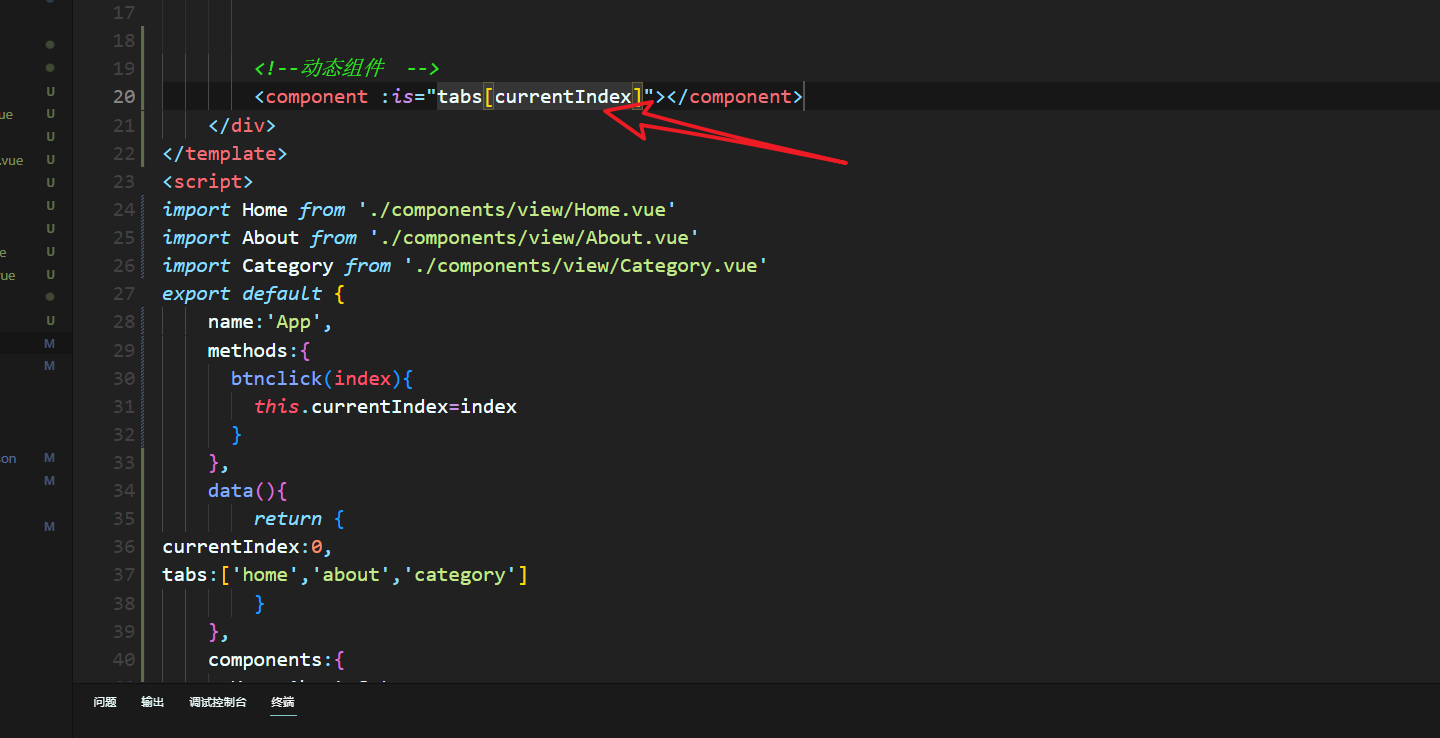 17
18
19 <!--动态组件 -->
20 <component :is="tabs[currentIndex]"></component>
21 </div>
22 </template>
23 <script>
24 import Home from './components/view/Home.vue'
25 import About from './components/view/About.vue'
26 import Category from './components/view/Category.vue'
27 export default {
28 name:'App',
29 methods:{
30 btnclick(index){
31 this.currentIndex=index
32 }
33 },
34 data(){
35 return {
36 currentIndex:0,
37 tabs:['home','about','category']
38 }
39 },
40 components:{
U
ue U
U
.vue U
U
U
U
e U
ue U
U
M
M
son M
M
M
问题 输出 调试控制台 终端